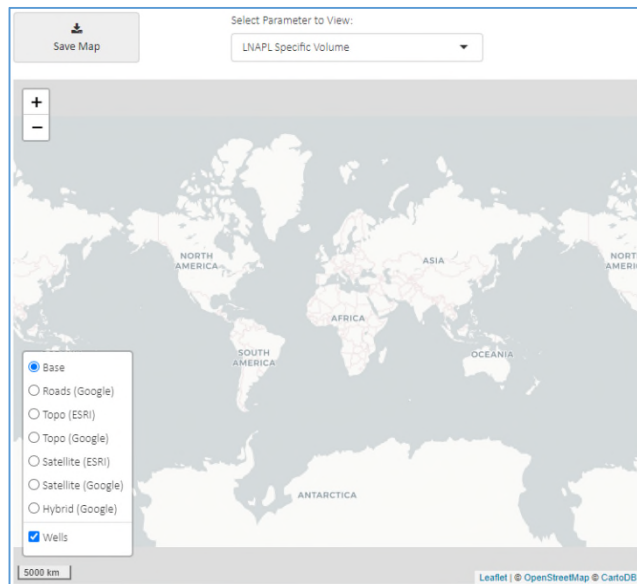 Save Map
Select Parameter to View:
LNAPL Specific Volume
+
−
NORTH
AMERICA
ASIA
NORTH
AMERI
AFRICA
SOUTH
AMERICA
OCEANIA
ANTARCTICA
Base
Roads (Google)
Topo (ESRI)
Topo (Google)
Satellite (ESRI)
Satellite (Google)
Hybrid (Google)
Wells
5000 km
Leaflet | © OpenStreetMap © CartoDB